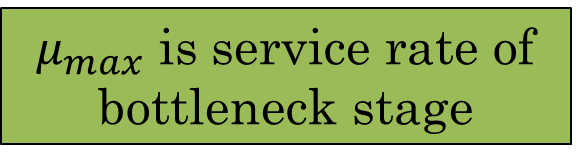 μ_max is service rate of
bottleneck stage